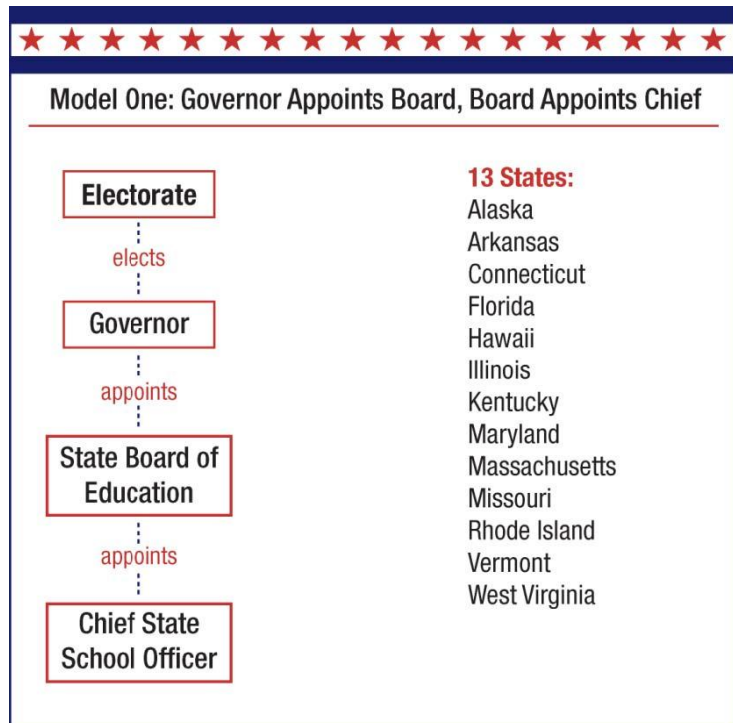 Model One: Governor Appoints Board, Board Appoints Chief
Electorate
elects
Governor
appoints
State Board of
Education
appoints
Chief State
School Officer
13 States:
Alaska
Arkansas
Connecticut
Florida
Hawaii
Illinois
Kentucky
Maryland
Massachusetts
Missouri
Rhode Island
Vermont
West Virginia